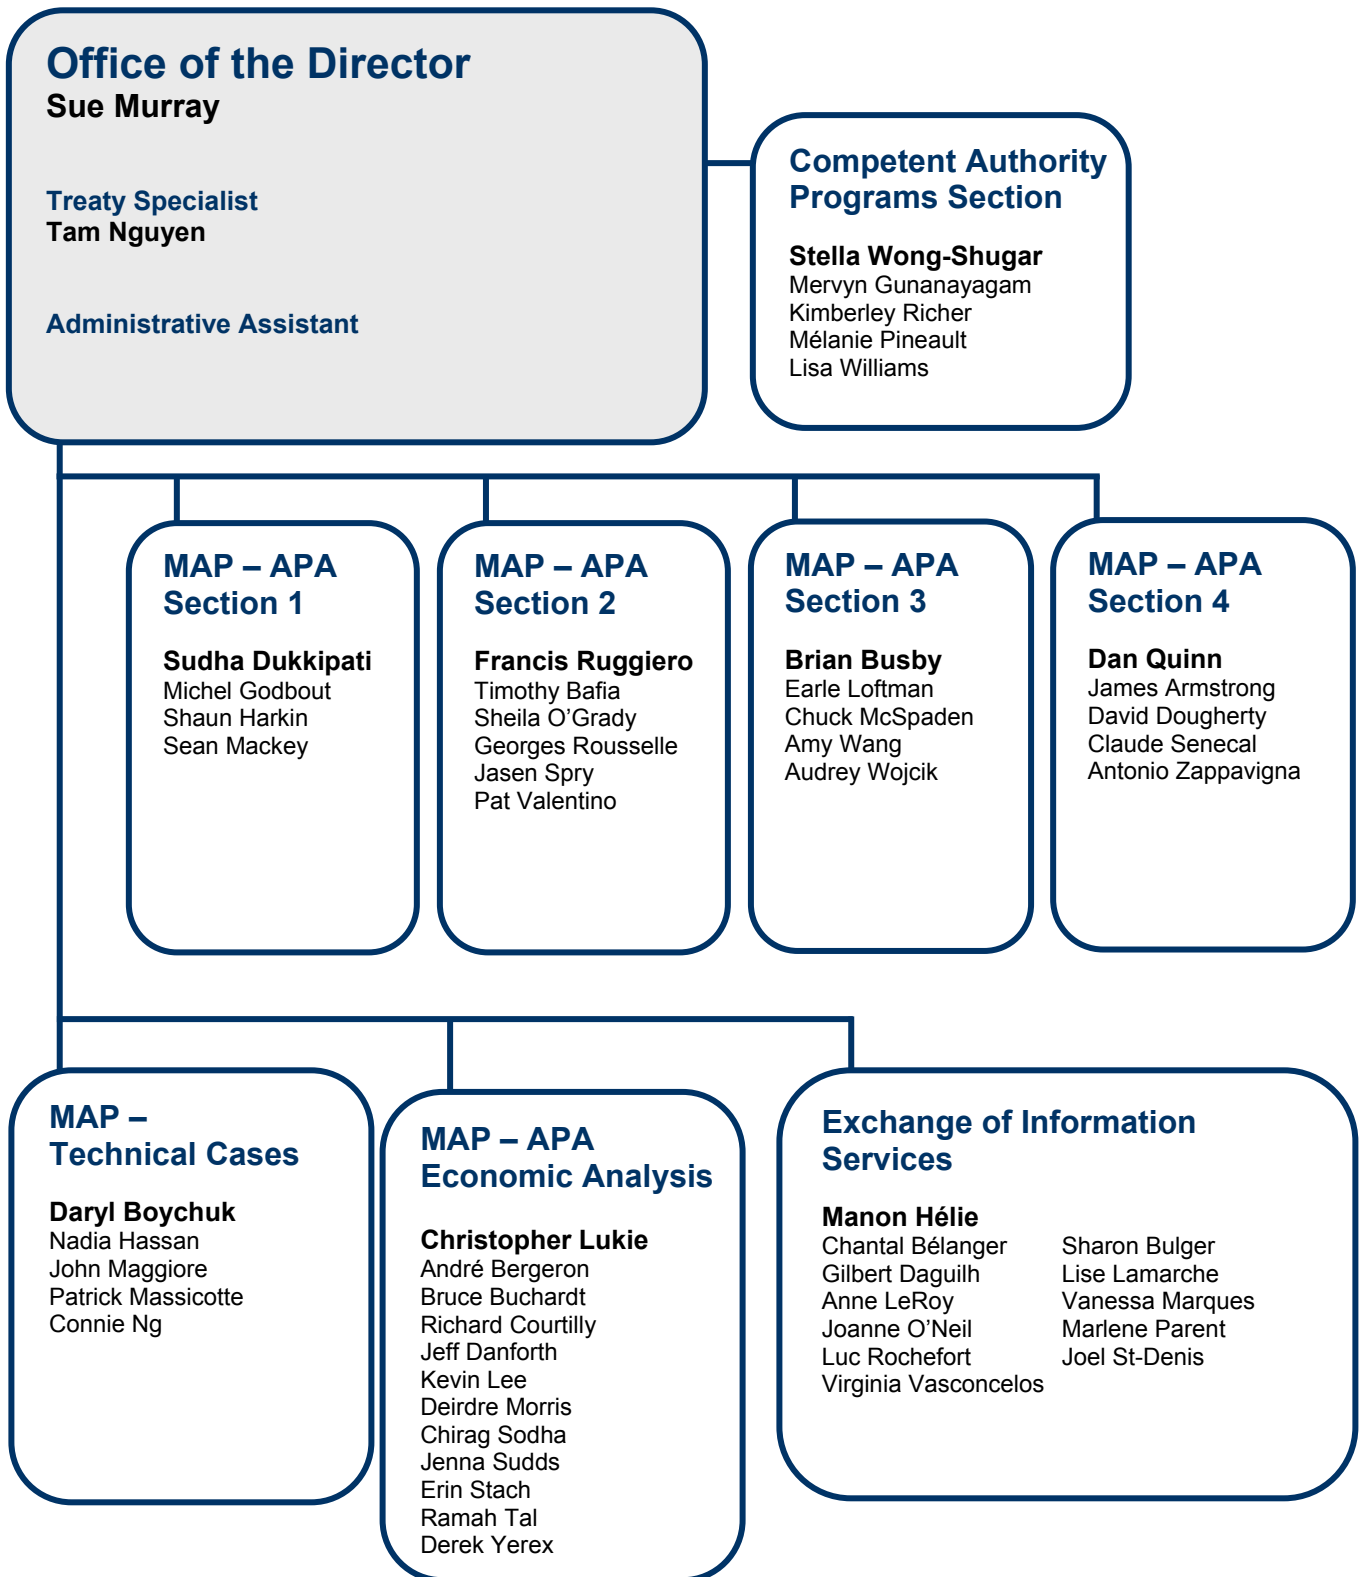 Office of the Director
Sue Murray
Treaty Specialist
Tam Nguyen
Administrative Assistant
Competent Authority
Programs Section
Stella Wong-Shugar
Mervyn Gunanayagam
Kimberley Richer
Mélanie Pineault
Lisa Williams
MAP – APA
Section 1
Sudha Dukkipati
Michel Godbout
Shaun Harkin
Sean Mackey
MAP – APA
Section 2
Francis Ruggiero
Timothy Bafia
Sheila O’Grady
Georges Rousselle
Jasen Spry
Pat Valentino
MAP – APA
Section 3
Brian Busby
Earle Loftman
Chuck McSpaden
Amy Wang
Audrey Wojcik
MAP – APA
Section 4
Dan Quinn
James Armstrong
David Dougherty
Claude Senecal
Antonio Zappavigna
MAP –
Technical Cases
Daryl Boychuk
Nadia Hassan
John Maggiore
Patrick Massicotte
Connie Ng
MAP – APA
Economic Analysis
Christopher Lukie
André Bergeron
Bruce Buchardt
Richard Courtilly
Jeff Danforth
Kevin Lee
Deirdre Morris
Chirag Sodha
Jenna Sudds
Erin Stach
Ramah Tal
Derek Yerex
Exchange of Information
Services
Manon Hélie
Chantal Bélanger
Gilbert Daguilh
Anne LeRoy
Joanne O’Neil
Luc Rochefort
Virginia Vasconcelos
Sharon Bulger
Lise Lamarche
Vanessa Marques
Marlene Parent
Joel St-Denis